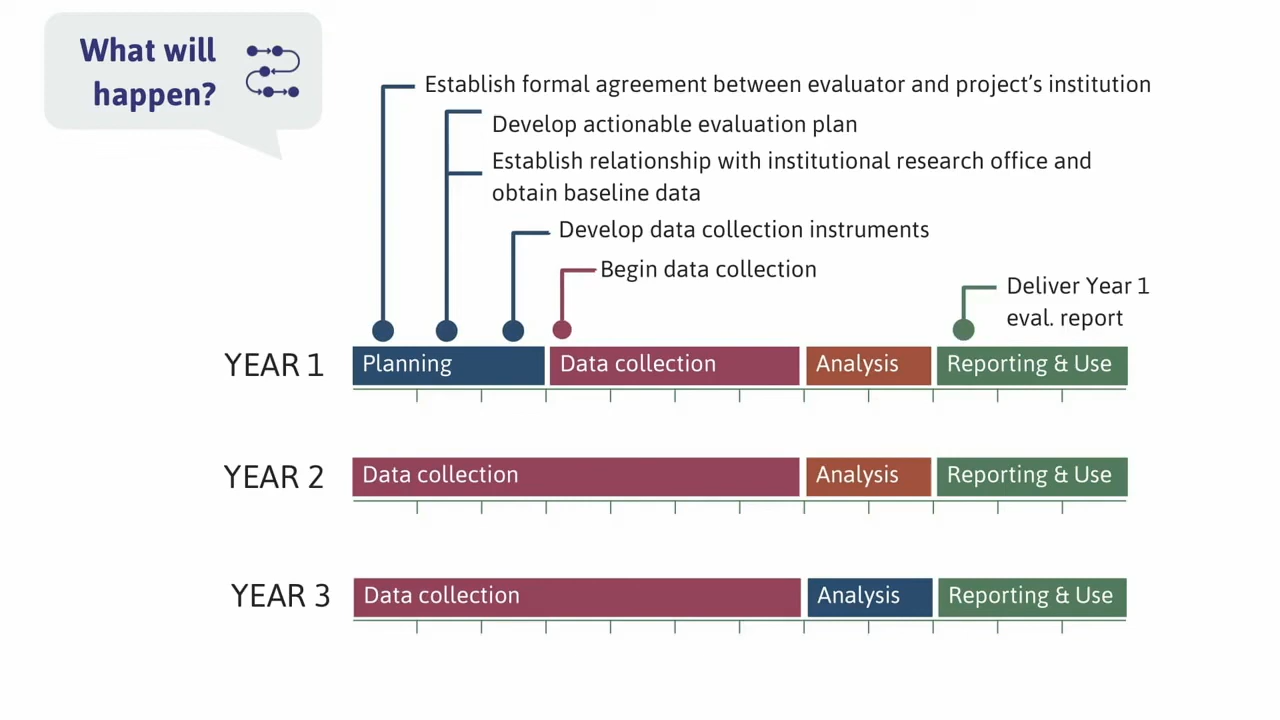 What will
happen?
Establish formal agreement between evaluator and project's institution
Develop actionable evaluation plan
Establish relationship with institutional research office and
obtain baseline data
Develop data collection instruments
Begin data collection
Deliver Year 1
eval. report
YEAR 1
Planning
Data collection
Analysis
Reporting & Use
YEAR 2
Data collection
Analysis
Reporting & Use
YEAR 3
Data collection
Analysis
Reporting & Use